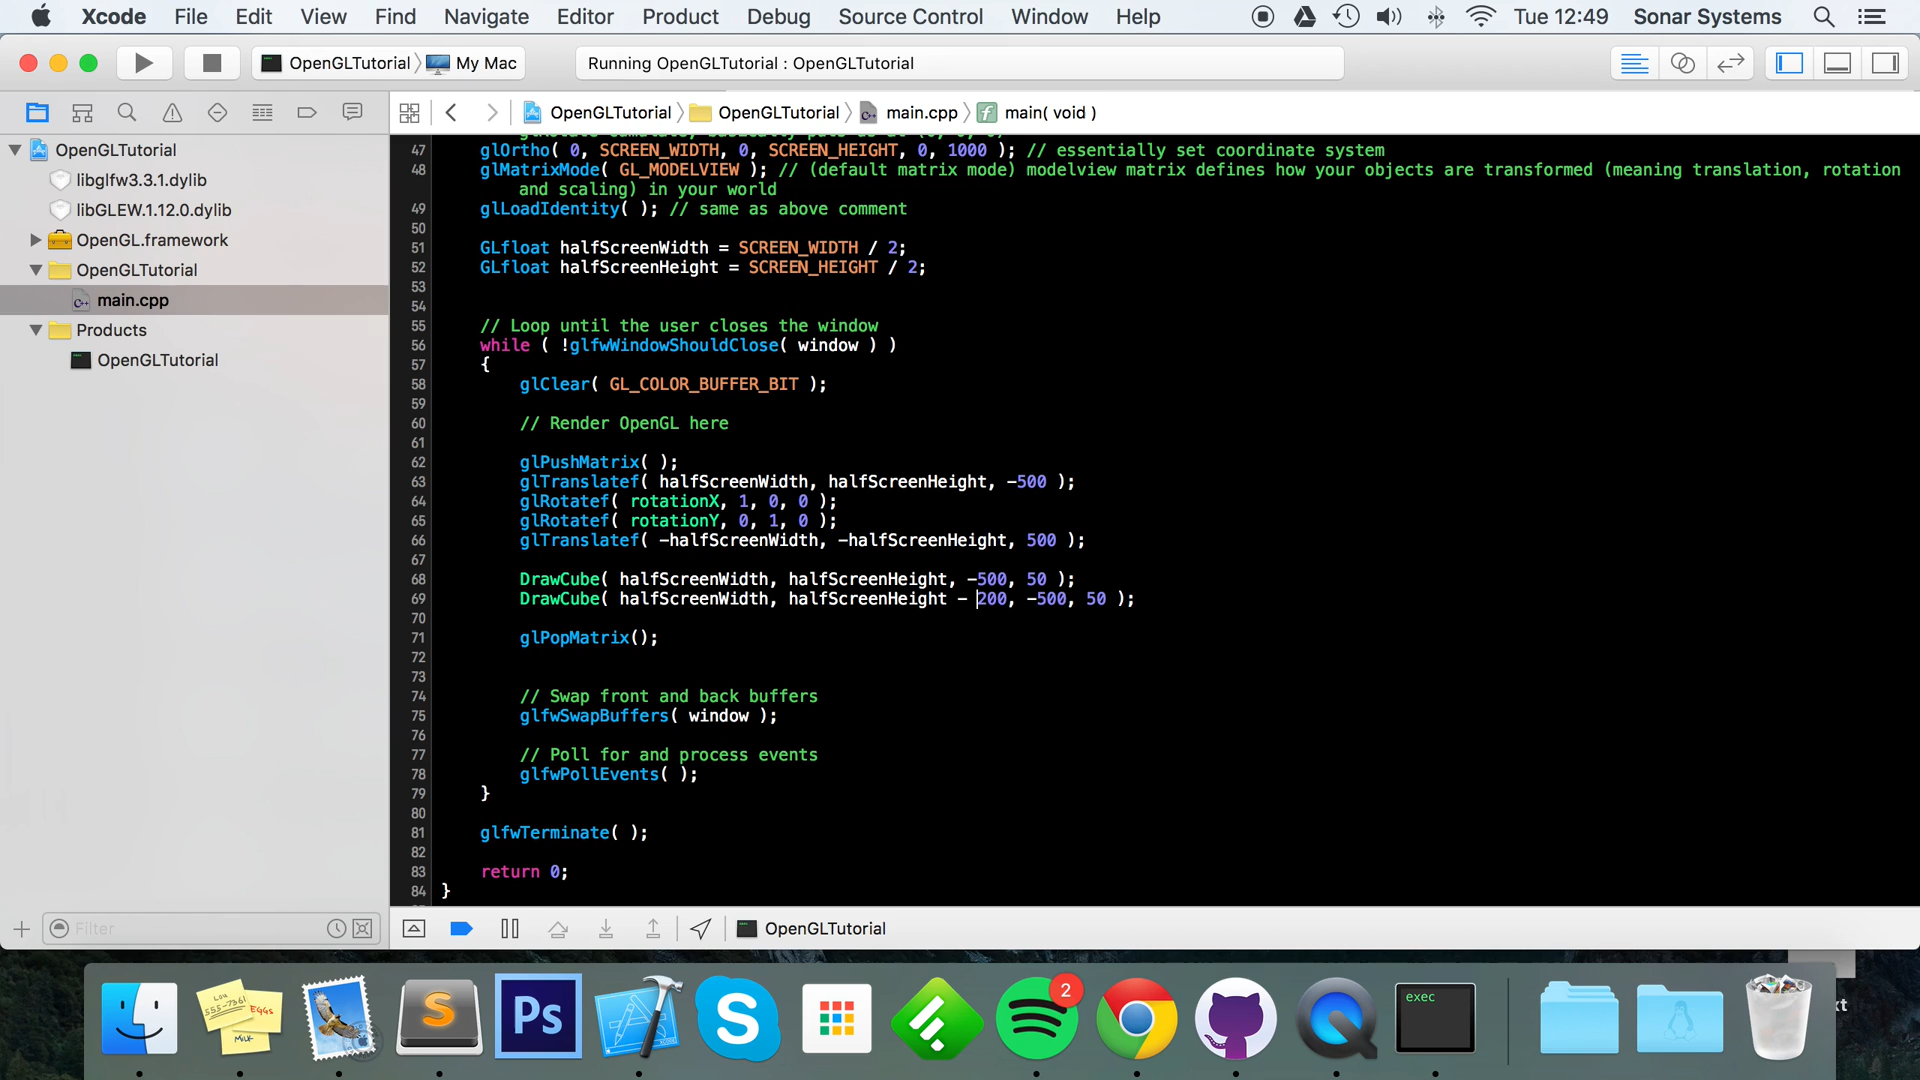 Xcode File Edit View Find Navigate Editor Product Debug Source Control Window Help Tue 12:49 Sonar Systems
OpenGLTutorial My Mac Running OpenGLTutorial : OpenGLTutorial
OpenGLTutorial OpenGLTutorial main.cpp main( void )
OpenGLTutorial
libglfw3.3.1.dylib
libGLEW.1.12.0.dylib
OpenGL.framework
OpenGLTutorial
main.cpp
Products
OpenGLTutorial
Filter
47 glOrtho( 0, SCREEN_WIDTH, 0, SCREEN_HEIGHT, 0, 1000 ); // essentially set coordinate system
48 glMatrixMode( GL_MODELVIEW ); // (default matrix mode) modelview matrix defines how your objects are transformed (meaning translation, rotation
and scaling) in your world
49 glLoadIdentity( ); // same as above comment
50
51 GLfloat halfScreenWidth = SCREEN_WIDTH / 2;
52 GLfloat halfScreenHeight = SCREEN_HEIGHT / 2;
53
54
55 // Loop until the user closes the window
56 while ( !glfwWindowShouldClose( window ) )
57 {
58 glClear( GL_COLOR_BUFFER_BIT );
59
60 // Render OpenGL here
61
62 glPushMatrix( );
63 glTranslatef( halfScreenWidth, halfScreenHeight, -500 );
64 glRotatef( rotationX, 1, 0, 0 );
65 glRotatef( rotationY, 0, 1, 0 );
66 glTranslatef( -halfScreenWidth, -halfScreenHeight, 500 );
67
68 DrawCube( halfScreenWidth, halfScreenHeight, -500, 50 );
69 DrawCube( halfScreenWidth, halfScreenHeight - 200, -500, 50 );
70
71 glPopMatrix();
72
73
74 // Swap front and back buffers
75 glfwSwapBuffers( window );
76
77 // Poll for and process events
78 glfwPollEvents( );
79 }
80
81 glfwTerminate( );
82
83 return 0;
84 }
OpenGLTutorial
EGGS
MILK
S
Ps
S
2
exec
xt